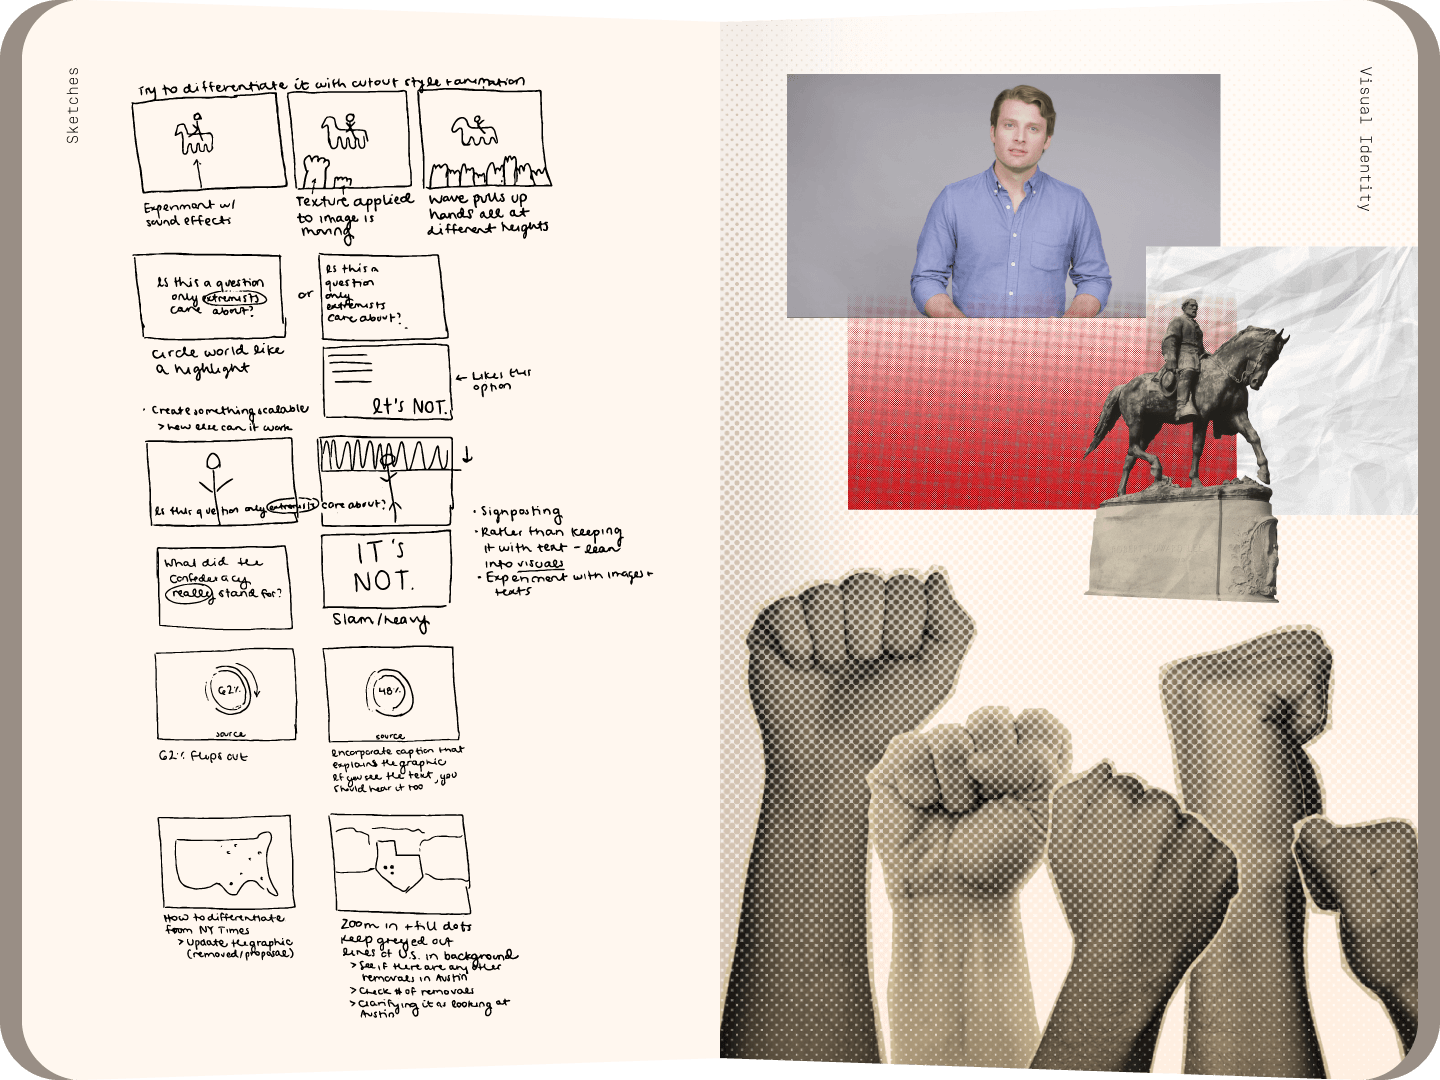 Sketches
Try to differentiate it with cutout style + animation
Experiment w/
sound effects
Texture applied
to image is
moving
Wave pulls up
hands all at
different heights
Is this a question
only extremists
care about?
or
Is this a
question
only
extremists
care about?
circle world like
a highlight
It's NOT.
← Likes this
option
· Create something scalable
> how else can it work
Is this question only extremists care about?
· Signposting
· Rather than keeping
it with text - lean
into visuals
· Experiment with images +
texts
What did the
Confederacy
really stand for?
IT'S
NOT.
Slam/heavy
62%
source
62% flips out
48%
source
Incorporate caption that
explains the graphic
If you see the text, you
should hear it too
How to differentiate
from NY Times
> Update the graphic
(removed/proposal)
Zoom in + fill dots
Keep greyed out
lines of U.S. in background
> See if there are any other
removals in Austin
> Check # of removals
> Clarifying it as looking at
Austin
Visual Identity